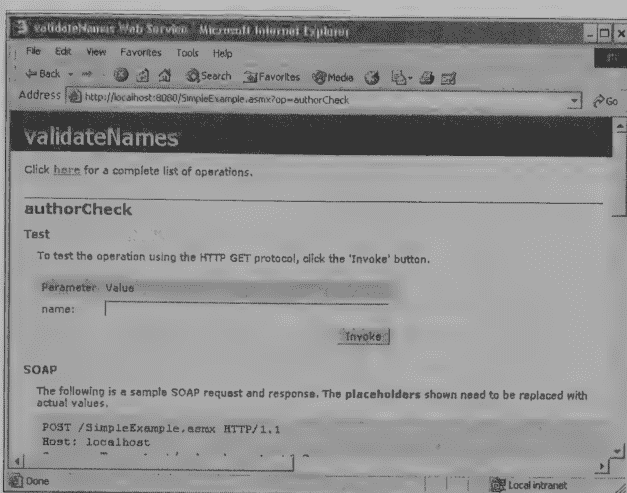 validateNames Web Service - Microsoft Internet Explorer
File Edit View Favorites Tools Help
Back Search Favorites Media
Address http://localhost:8080/SimpleExample.asmx?op=authorCheck Go
validateNames
Click here for a complete list of operations.
authorCheck
Test
To test the operation using the HTTP GET protocol, click the 'Invoke' button.
Parameter Value
name:
Invoke
SOAP
The following is a sample SOAP request and response. The placeholders shown need to be replaced with
actual values.
POST /SimpleExample.asmx HTTP/1.1
Host: localhost
Done Local intranet